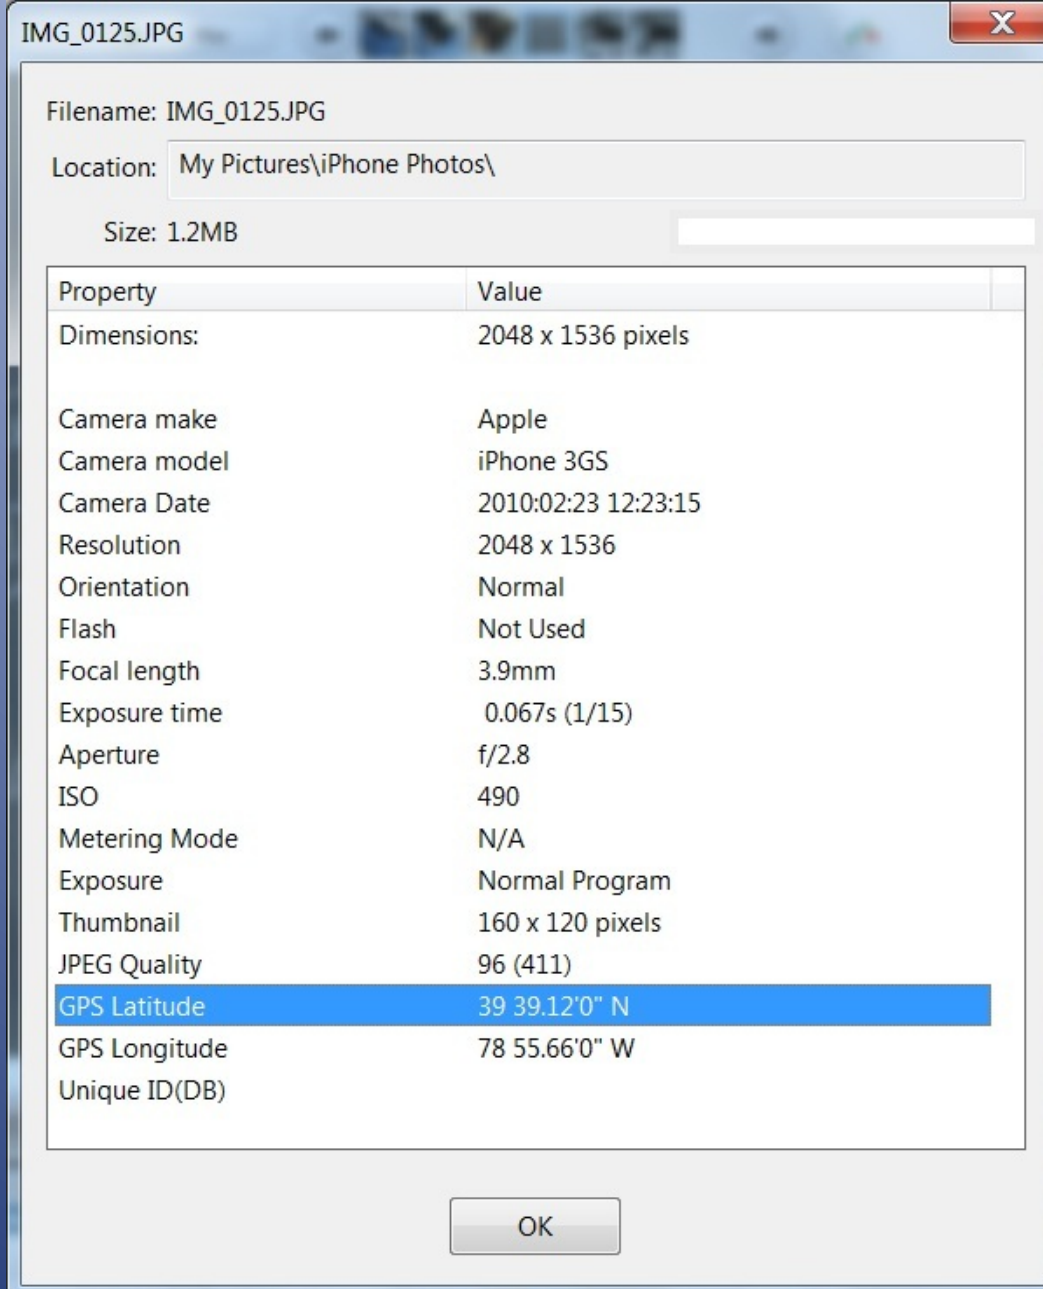 IMG_0125.JPG
X
Filename: IMG_0125.JPG
Location: My Pictures\iPhone Photos\
Size: 1.2MB
Property Value
Dimensions: 2048 x 1536 pixels
Camera make Apple
Camera model iPhone 3GS
Camera Date 2010:02:23 12:23:15
Resolution 2048 x 1536
Orientation Normal
Flash Not Used
Focal length 3.9mm
Exposure time 0.067s (1/15)
Aperture f/2.8
ISO 490
Metering Mode N/A
Exposure Normal Program
Thumbnail 160 x 120 pixels
JPEG Quality 96 (411)
GPS Latitude 39 39.12'0" N
GPS Longitude 78 55.66'0" W
Unique ID(DB)
OK